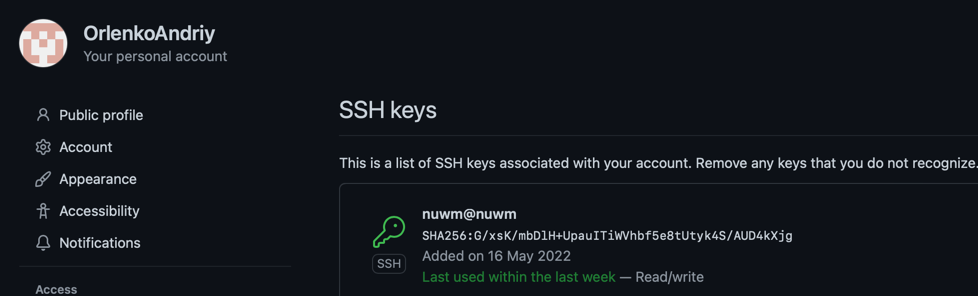 OrlenkoAndriy
Your personal account
Public profile
Account
Appearance
Accessibility
Notifications
Access
SSH keys
This is a list of SSH keys associated with your account. Remove any keys that you do not recognize.
nuwm@nuwm
SHA256:G/xsK/mbDlH+UpauITiWVhbf5e8tUtyk4S/AUD4kXjg
Added on 16 May 2022
SSH
Last used within the last week — Read/write